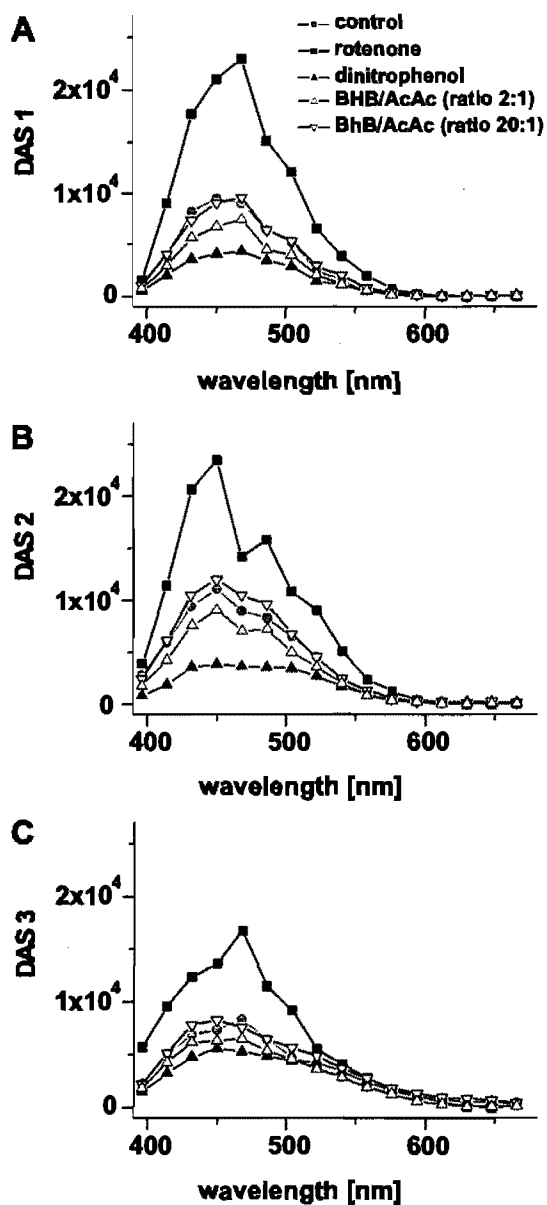 A
control
rotenone
dinitrophenol
BHB/AcAc (ratio 2:1)
BhB/AcAc (ratio 20:1)
DAS 1
2x10⁴
1x10⁴
0
400 500 600
wavelength [nm]
B
DAS 2
2x10⁴
1x10⁴
0
400 500 600
wavelength [nm]
C
DAS 3
2x10⁴
1x10⁴
0
400 500 600
wavelength [nm]